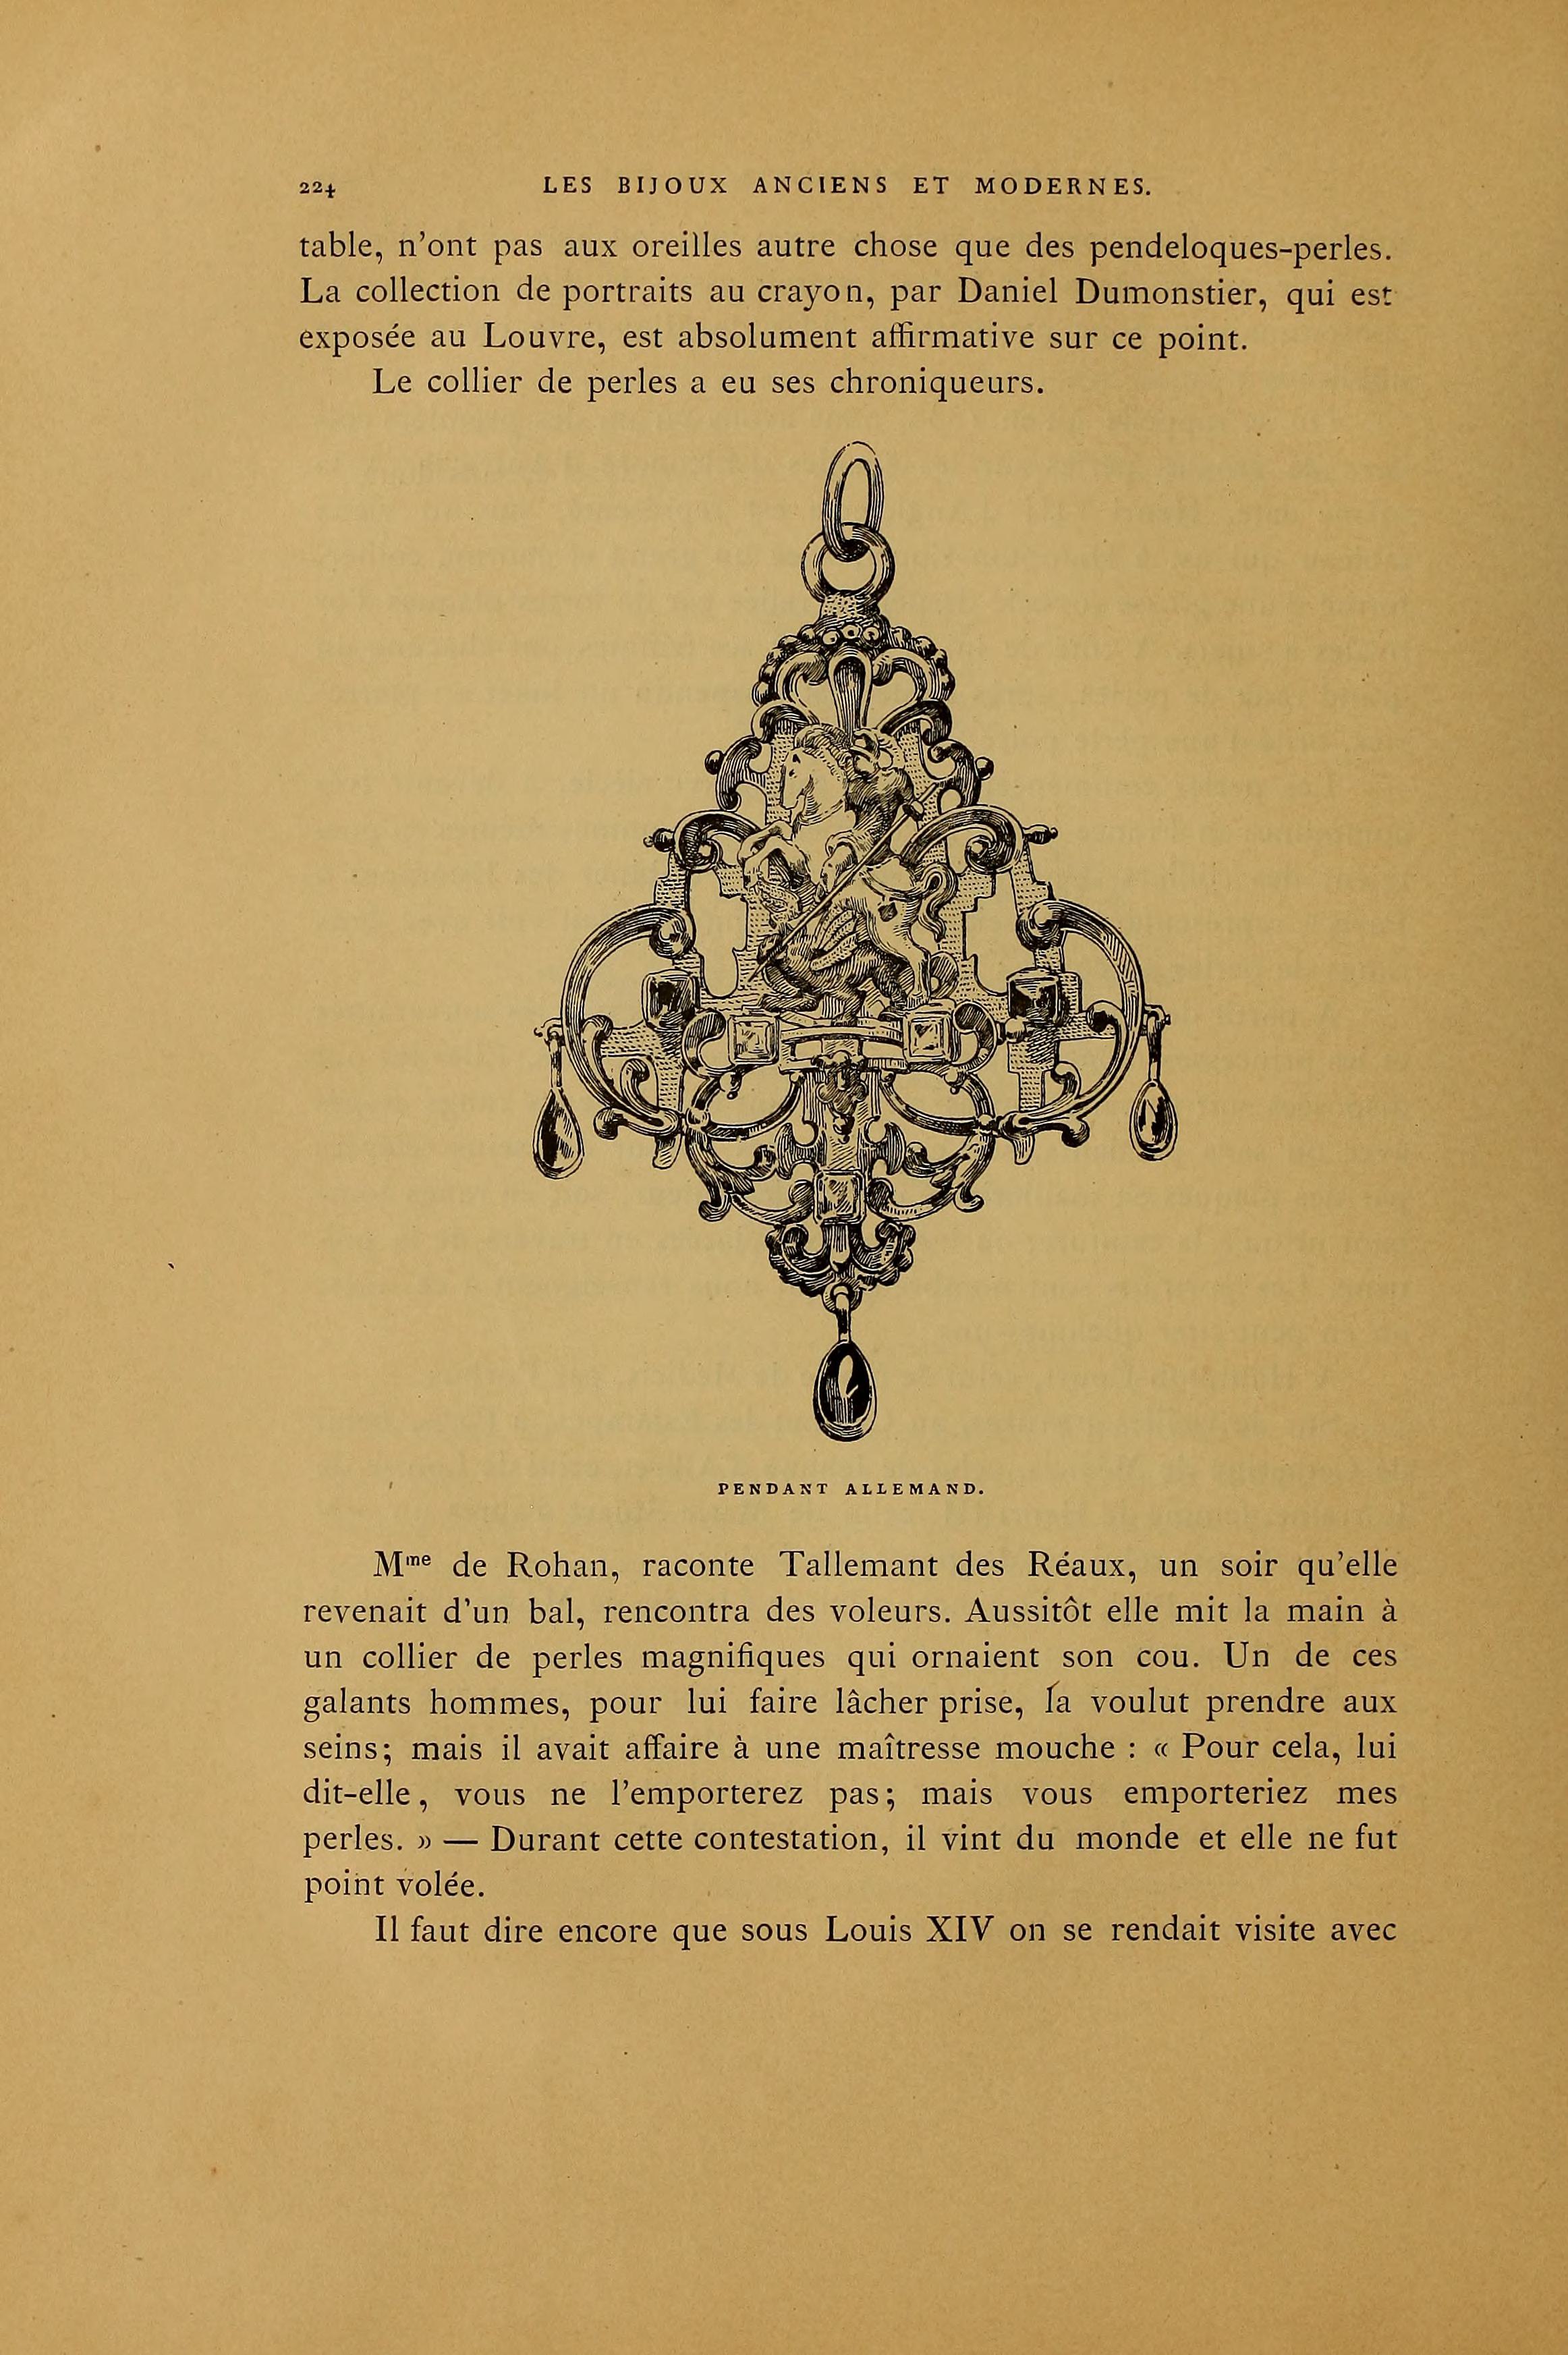 224 LES BIJOUX ANCIENS ET MODERNES.
table, n'ont pas aux oreilles autre chose que des pendeloques-perles.
La collection de portraits au crayon, par Daniel Dumonstier, qui est
exposée au Louvre, est absolument affirmative sur ce point.
Le collier de perles a eu ses chroniqueurs.
PENDANT ALLEMAND.
Mme de Rohan, raconte Tallemant des Réaux, un soir qu'elle
revenait d'un bal, rencontra des voleurs. Aussitôt elle mit la main à
un collier de perles magnifiques qui ornaient son cou. Un de ces
galants hommes, pour lui faire lâcher prise, la voulut prendre aux
seins; mais il avait affaire à une maîtresse mouche : « Pour cela, lui
dit-elle, vous ne l'emporterez pas; mais vous emporteriez mes
perles. » — Durant cette contestation, il vint du monde et elle ne fut
point volée.
Il faut dire encore que sous Louis XIV on se rendait visite avec